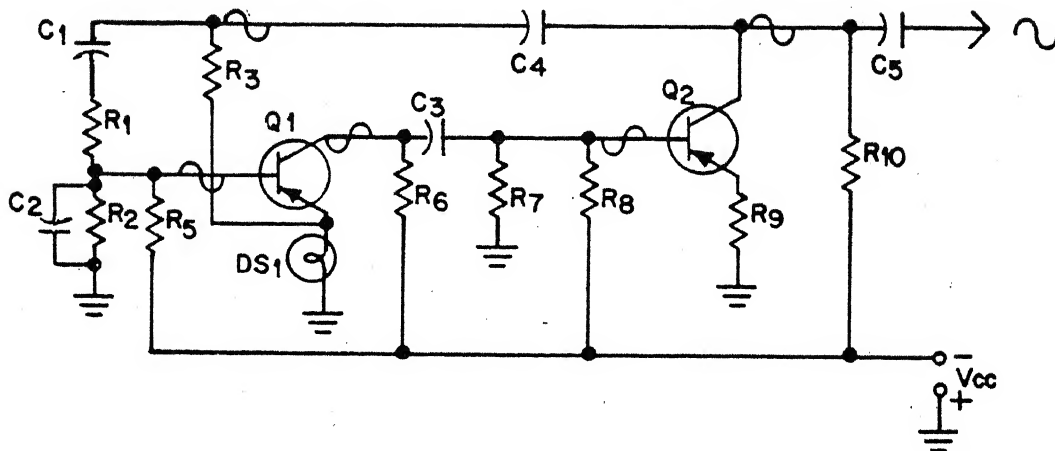 C1
R3
C4
C5
R1
Q1
C3
Q2
R10
C2
R2
R5
R6
R7
R8
R9
DS1
−
Vcc
+